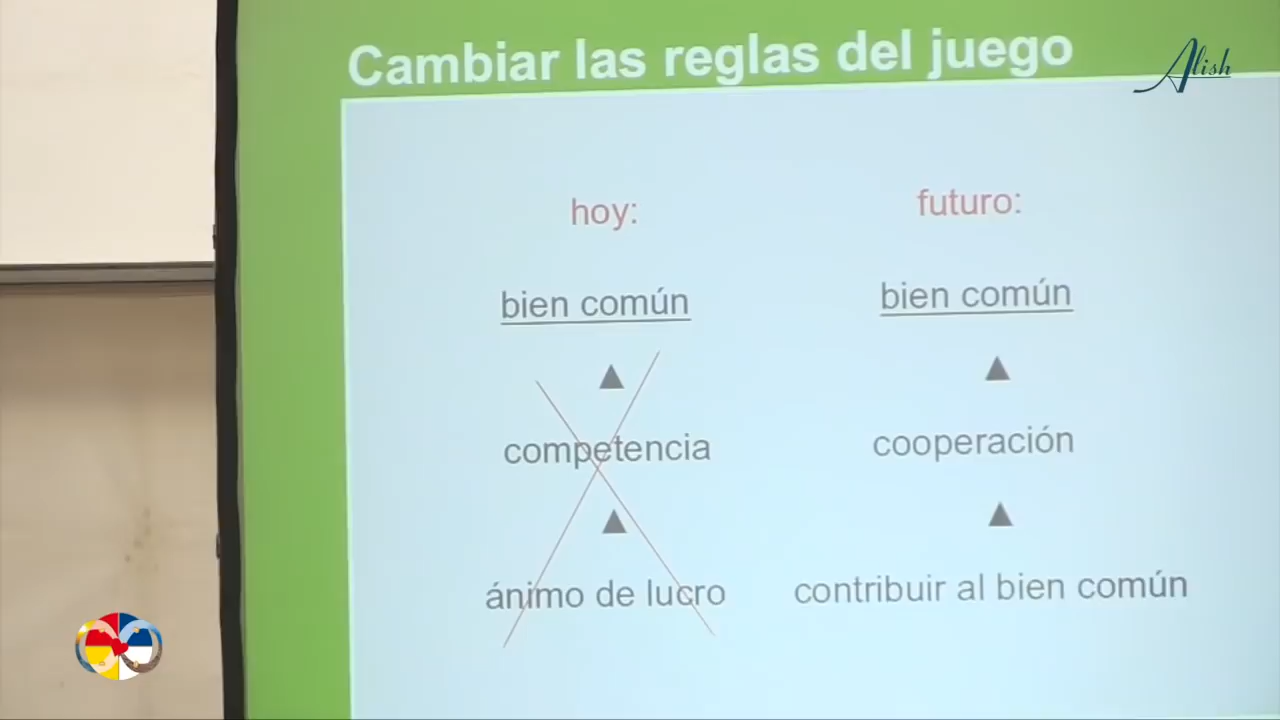 Cambiar las reglas del juego
Alish
hoy:
futuro:
bien común
bien común
competencia
cooperación
ánimo de lucro
contribuir al bien común